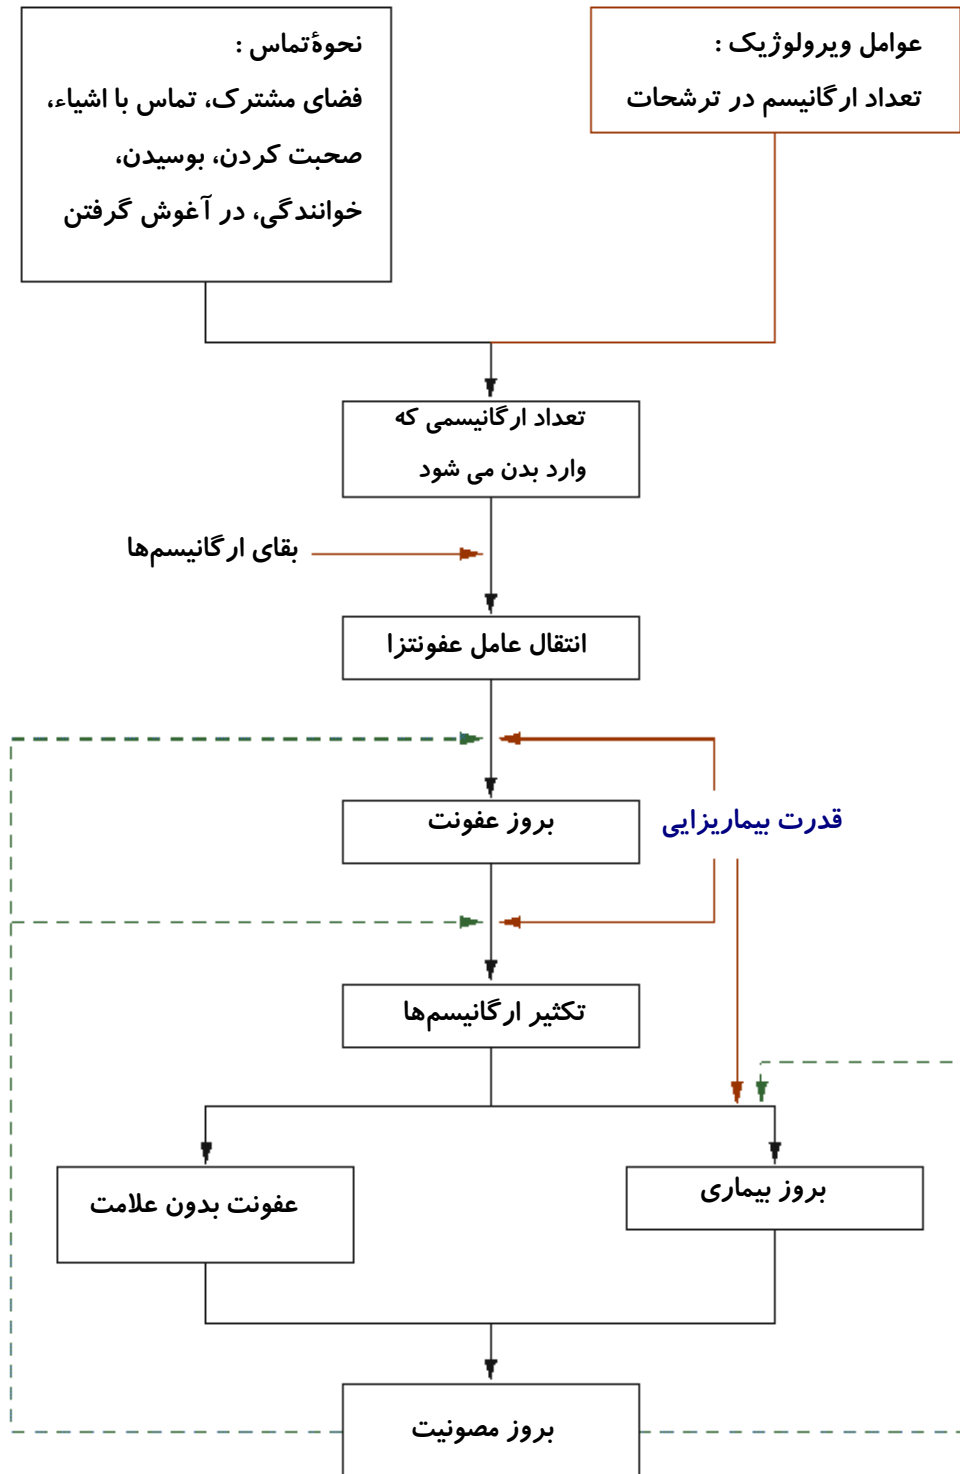 عوامل ویرولوژیک :
تعداد ارگانیسم در ترشحات
نحوهٔ تماس :
فضای مشترک، تماس با اشیاء،
صحبت کردن، بوسیدن،
خوانندگی، در آغوش گرفتن
تعداد ارگانیسمی که
وارد بدن می شود
بقای ارگانیسم‌ها
انتقال عامل عفونتزا
بروز عفونت
قدرت بیماریزایی
تکثیر ارگانیسم‌ها
بروز بیماری
عفونت بدون علامت
بروز مصونیت